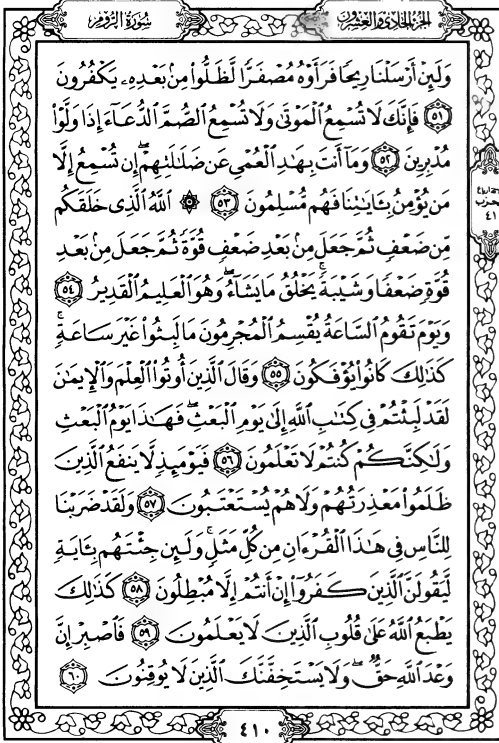 الجزء الحادي والعشرون
سورة الروم
وَلَئِنْ أَرْسَلْنَا رِيحًا فَرَأَوْهُ مُصْفَرًّا لَّظَلُّوا۟ مِنۢ بَعْدِهِۦ يَكْفُرُونَ
٥١ فَإِنَّكَ لَا تُسْمِعُ ٱلْمَوْتَىٰ وَلَا تُسْمِعُ ٱلصُّمَّ ٱلدُّعَآءَ إِذَا وَلَّوْا۟
مُدْبِرِينَ ٥٢ وَمَآ أَنتَ بِهَٰدِ ٱلْعُمْىِ عَن ضَلَٰلَتِهِمْ ۖ إِن تُسْمِعُ إِلَّا
مَن يُؤْمِنُ بِـَٔايَٰتِنَا فَهُم مُّسْلِمُونَ ٥٣ ۞ ٱللَّهُ ٱلَّذِى خَلَقَكُم
مِّن ضَعْفٍ ثُمَّ جَعَلَ مِنۢ بَعْدِ ضَعْفٍ قُوَّةً ثُمَّ جَعَلَ مِنۢ بَعْدِ
قُوَّةٍ ضَعْفًا وَشَيْبَةً ۚ يَخْلُقُ مَا يَشَآءُ ۖ وَهُوَ ٱلْعَلِيمُ ٱلْقَدِيرُ ٥٤
وَيَوْمَ تَقُومُ ٱلسَّاعَةُ يُقْسِمُ ٱلْمُجْرِمُونَ مَا لَبِثُوا۟ غَيْرَ سَاعَةٍ ۚ
كَذَٰلِكَ كَانُوا۟ يُؤْفَكُونَ ٥٥ وَقَالَ ٱلَّذِينَ أُوتُوا۟ ٱلْعِلْمَ وَٱلْإِيمَٰنَ
لَقَدْ لَبِثْتُمْ فِى كِتَٰبِ ٱللَّهِ إِلَىٰ يَوْمِ ٱلْبَعْثِ ۖ فَهَٰذَا يَوْمُ ٱلْبَعْثِ
وَلَٰكِنَّكُمْ كُنتُمْ لَا تَعْلَمُونَ ٥٦ فَيَوْمَئِذٍ لَّا يَنفَعُ ٱلَّذِينَ
ظَلَمُوا۟ مَعْذِرَتُهُمْ وَلَا هُمْ يُسْتَعْتَبُونَ ٥٧ وَلَقَدْ ضَرَبْنَا
لِلنَّاسِ فِى هَٰذَا ٱلْقُرْءَانِ مِن كُلِّ مَثَلٍ ۚ وَلَئِن جِئْتَهُم بِـَٔايَةٍ
لَّيَقُولَنَّ ٱلَّذِينَ كَفَرُوٓا۟ إِنْ أَنتُمْ إِلَّا مُبْطِلُونَ ٥٨ كَذَٰلِكَ
يَطْبَعُ ٱللَّهُ عَلَىٰ قُلُوبِ ٱلَّذِينَ لَا يَعْلَمُونَ ٥٩ فَٱصْبِرْ إِنَّ
وَعْدَ ٱللَّهِ حَقٌّ ۖ وَلَا يَسْتَخِفَّنَّكَ ٱلَّذِينَ لَا يُوقِنُونَ ٦٠
الحزب
٤١
٤١٠